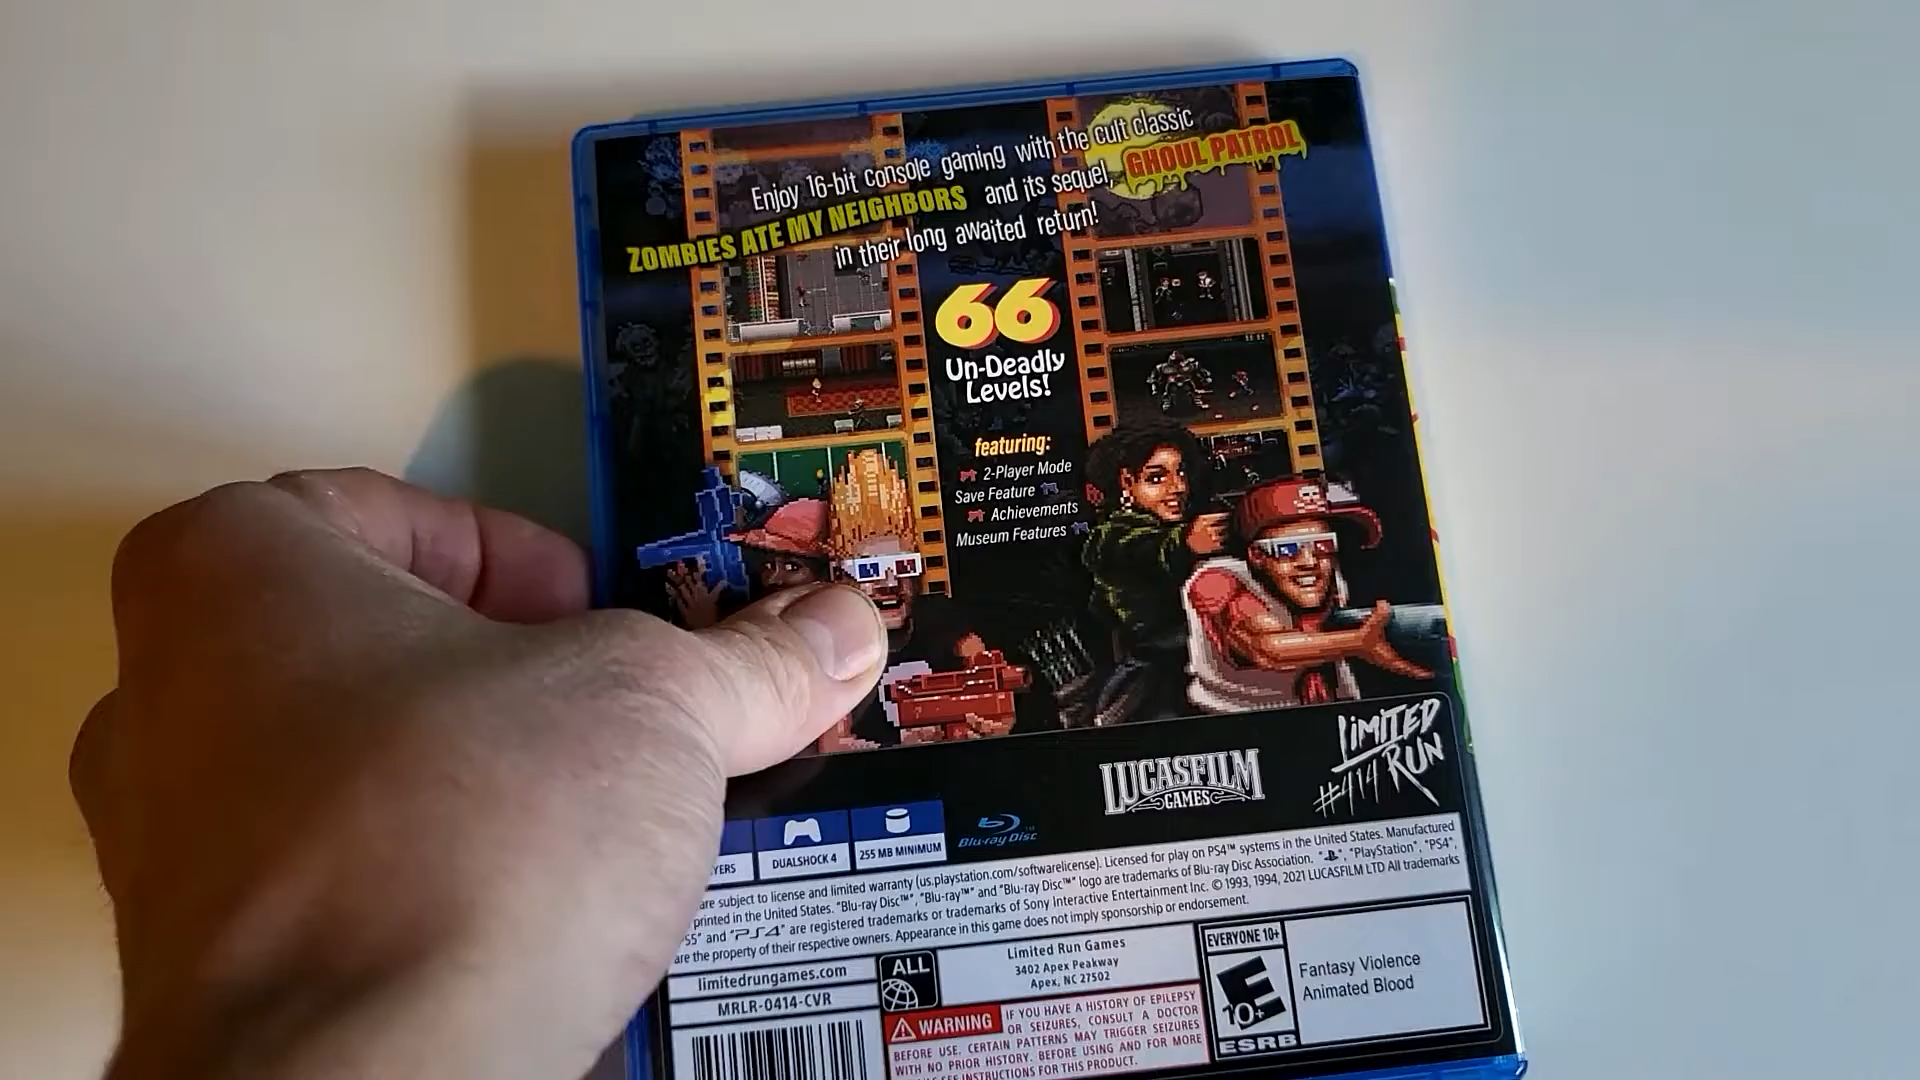 Enjoy 16-bit console gaming with the cult classic
ZOMBIES ATE MY NEIGHBORS and its sequel, GHOUL PATROL
in their long awaited return!
66
Un-Deadly
Levels!
featuring:
2-Player Mode
Save Feature
Achievements
Museum Features
LUCASFILM
GAMES
LIMITED
RUN
#414
YERS
DUALSHOCK 4
255 MB MINIMUM
Blu-ray Disc™
are subject to license and limited warranty (us.playstation.com/softwarelicense). Licensed for play on PS4™ systems in the United States. Manufactured
printed in the United States. "Blu-ray Disc™", "Blu-ray™" and "Blu-ray Disc™" logo are trademarks of Blu-ray Disc Association. " ", "PlayStation", "PS4",
S5" and "PS4" are registered trademarks or trademarks of Sony Interactive Entertainment Inc. © 1993, 1994, 2021 LUCASFILM LTD All trademarks
are the property of their respective owners. Appearance in this game does not imply sponsorship or endorsement.
limitedrungames.com
MRLR-0414-CVR
ALL
Limited Run Games
3402 Apex Peakway
Apex, NC 27502
WARNING
IF YOU HAVE A HISTORY OF EPILEPSY
OR SEIZURES, CONSULT A DOCTOR
BEFORE USE. CERTAIN PATTERNS MAY TRIGGER SEIZURES
WITH NO PRIOR HISTORY. BEFORE USING AND FOR MORE
SEE INSTRUCTIONS FOR THIS PRODUCT.
EVERYONE 10+
E
10+
ESRB
Fantasy Violence
Animated Blood